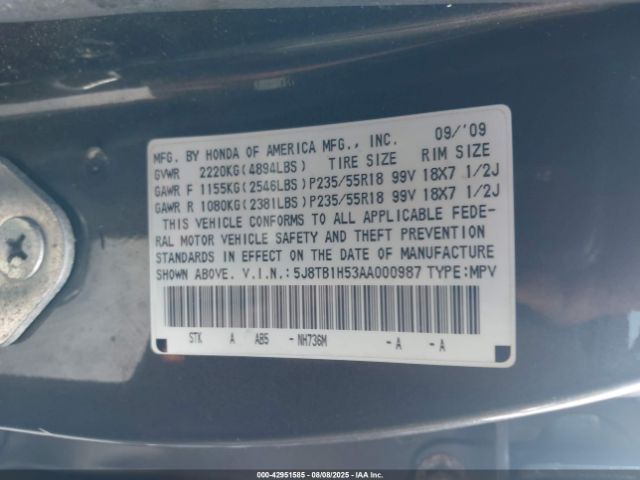 MFG. BY HONDA OF AMERICA MFG., INC. 09/'09
GVWR 2220KG(4894LBS) TIRE SIZE RIM SIZE
GAWR F 1155KG(2546LBS)P235/55R18 99V 18X7 1/2J
GAWR R 1080KG(2381LBS)P235/55R18 99V 18X7 1/2J
THIS VEHICLE CONFORMS TO ALL APPLICABLE FEDE-
RAL MOTOR VEHICLE SAFETY AND THEFT PREVENTION
STANDARDS IN EFFECT ON THE DATE OF MANUFACTURE
SHOWN ABOVE. V.I.N.:5J8TB1H53AA000987 TYPE:MPV
STK A AB5 -NH736M -A -A
000-42951585 - 08/08/2025 - IAAI.com